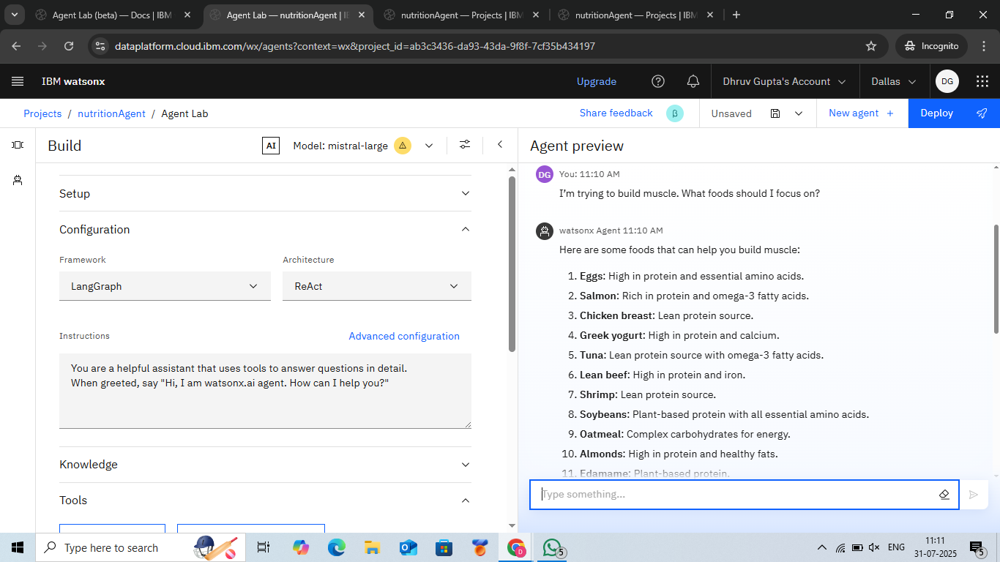 Agent Lab (beta) — Docs | IBM
Agent Lab — nutritionAgent | IE
nutritionAgent — Projects | IBM
nutritionAgent — Projects | IBM
dataplatform.cloud.ibm.com/wx/agents?context=wx&project_id=ab3c3436-da93-43da-9f8f-7cf35b434197
Incognito
IBM watsonx
Upgrade
Dhruv Gupta's Account
Dallas
DG
Projects / nutritionAgent / Agent Lab
Share feedback
β
Unsaved
New agent +
Deploy
Build
AI
Model: mistral-large
Setup
Configuration
Framework
Architecture
LangGraph
ReAct
Instructions
Advanced configuration
You are a helpful assistant that uses tools to answer questions in detail.
When greeted, say "Hi, I am watsonx.ai agent. How can I help you?"
Knowledge
Tools
Agent preview
DG
You: 11:10 AM
I'm trying to build muscle. What foods should I focus on?
watsonx Agent 11:10 AM
Here are some foods that can help you build muscle:
1. Eggs: High in protein and essential amino acids.
2. Salmon: Rich in protein and omega-3 fatty acids.
3. Chicken breast: Lean protein source.
4. Greek yogurt: High in protein and calcium.
5. Tuna: Lean protein source with omega-3 fatty acids.
6. Lean beef: High in protein and iron.
7. Shrimp: Lean protein source.
8. Soybeans: Plant-based protein with all essential amino acids.
9. Oatmeal: Complex carbohydrates for energy.
10. Almonds: High in protein and healthy fats.
11. Edamame: Plant-based protein.
Type something...
Type here to search
D
5
ENG
11:11
31-07-2025
5